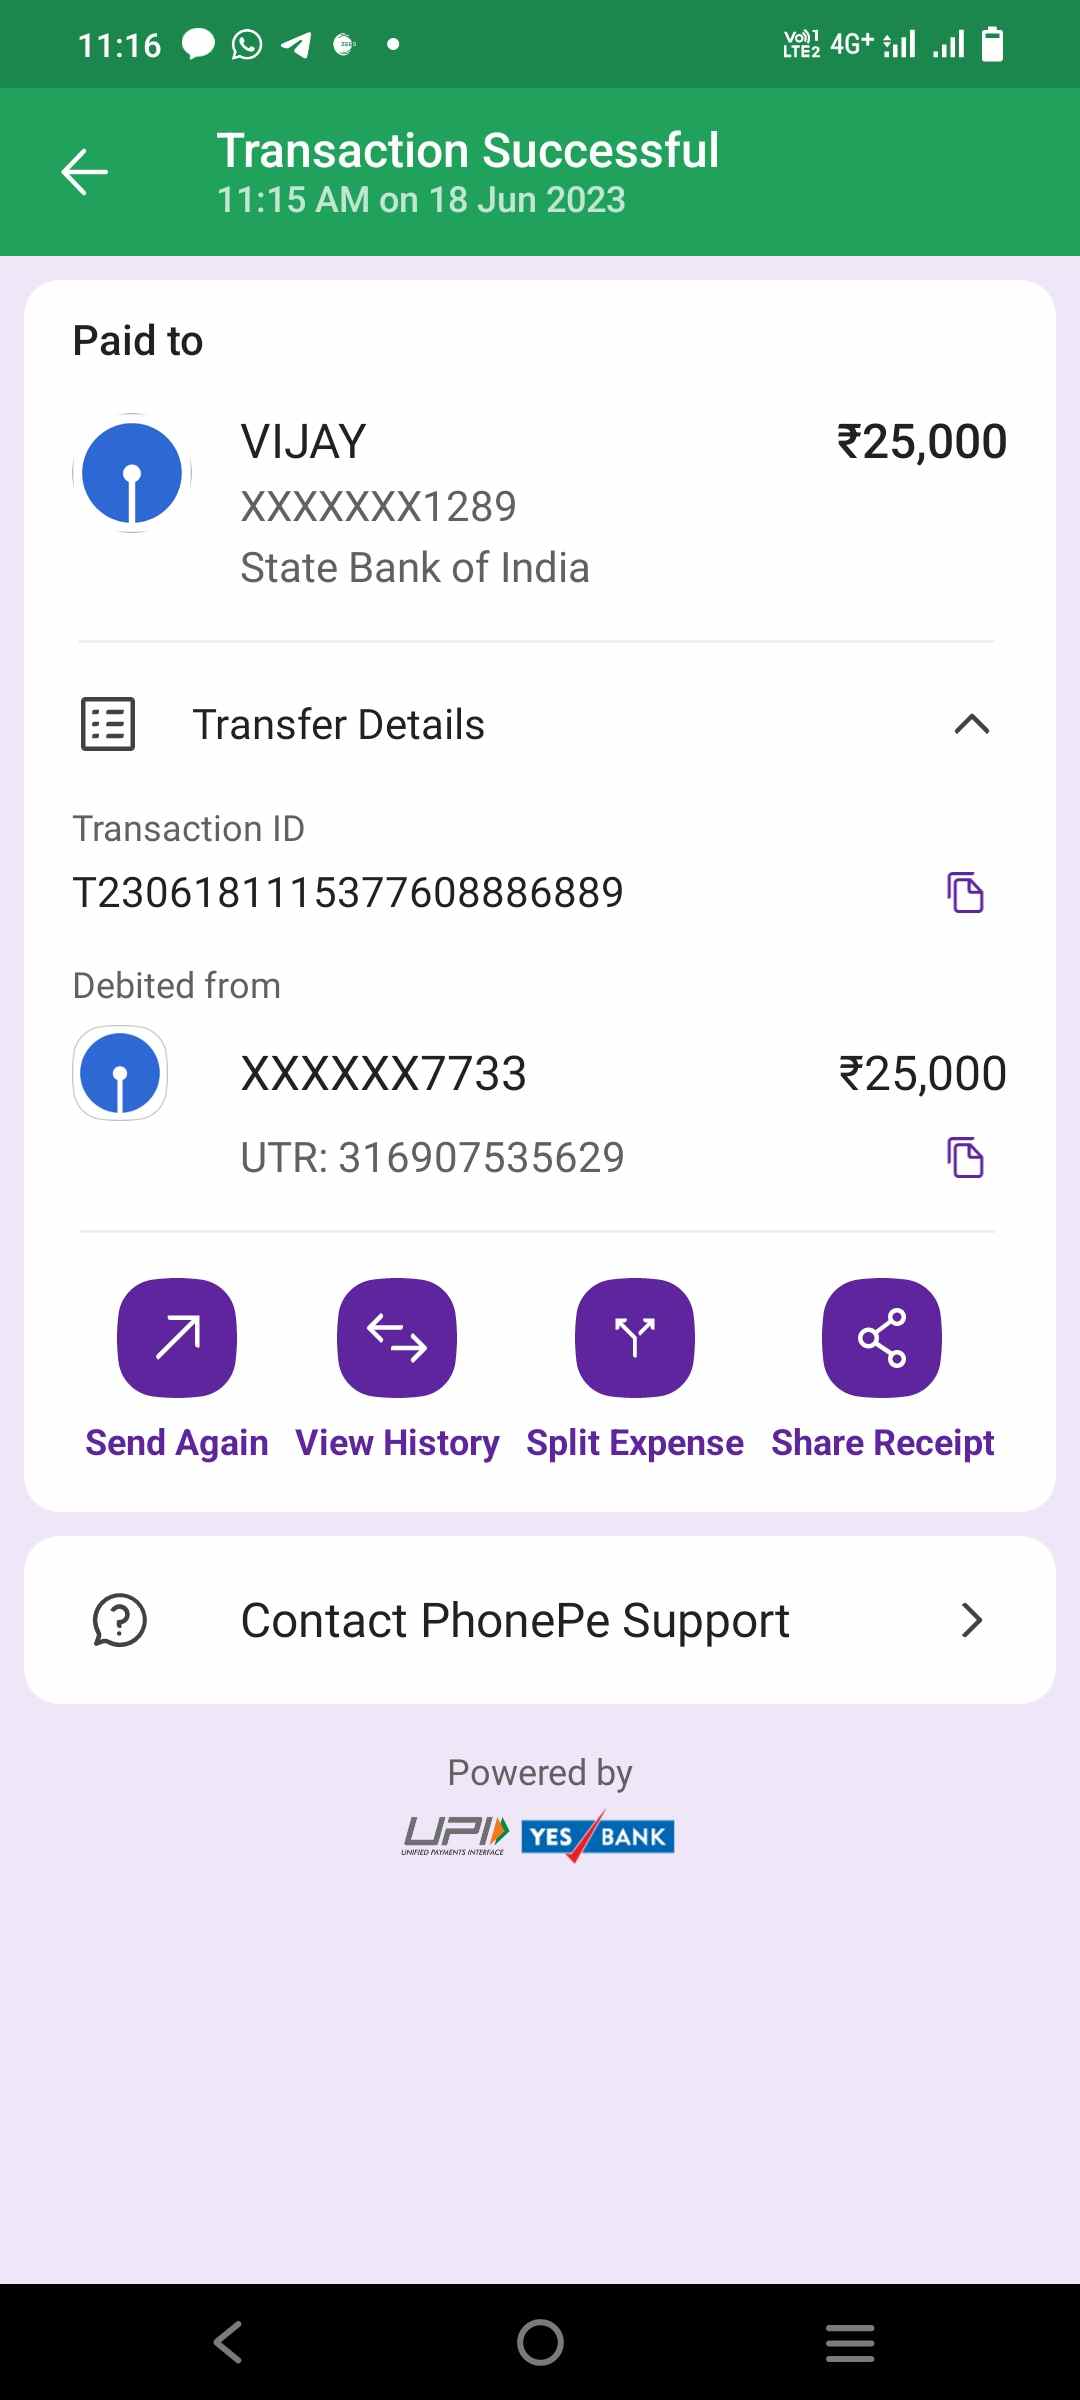 11:16
Vo))1 LTE2 4G+
Transaction Successful
11:15 AM on 18 Jun 2023
Paid to
VIJAY ₹25,000
XXXXXXX1289
State Bank of India
Transfer Details
Transaction ID
T2306181115377608886889
Debited from
XXXXXX7733 ₹25,000
UTR: 316907535629
Send Again View History Split Expense Share Receipt
Contact PhonePe Support
Powered by
UPI YES BANK
UNIFIED PAYMENTS INTERFACE